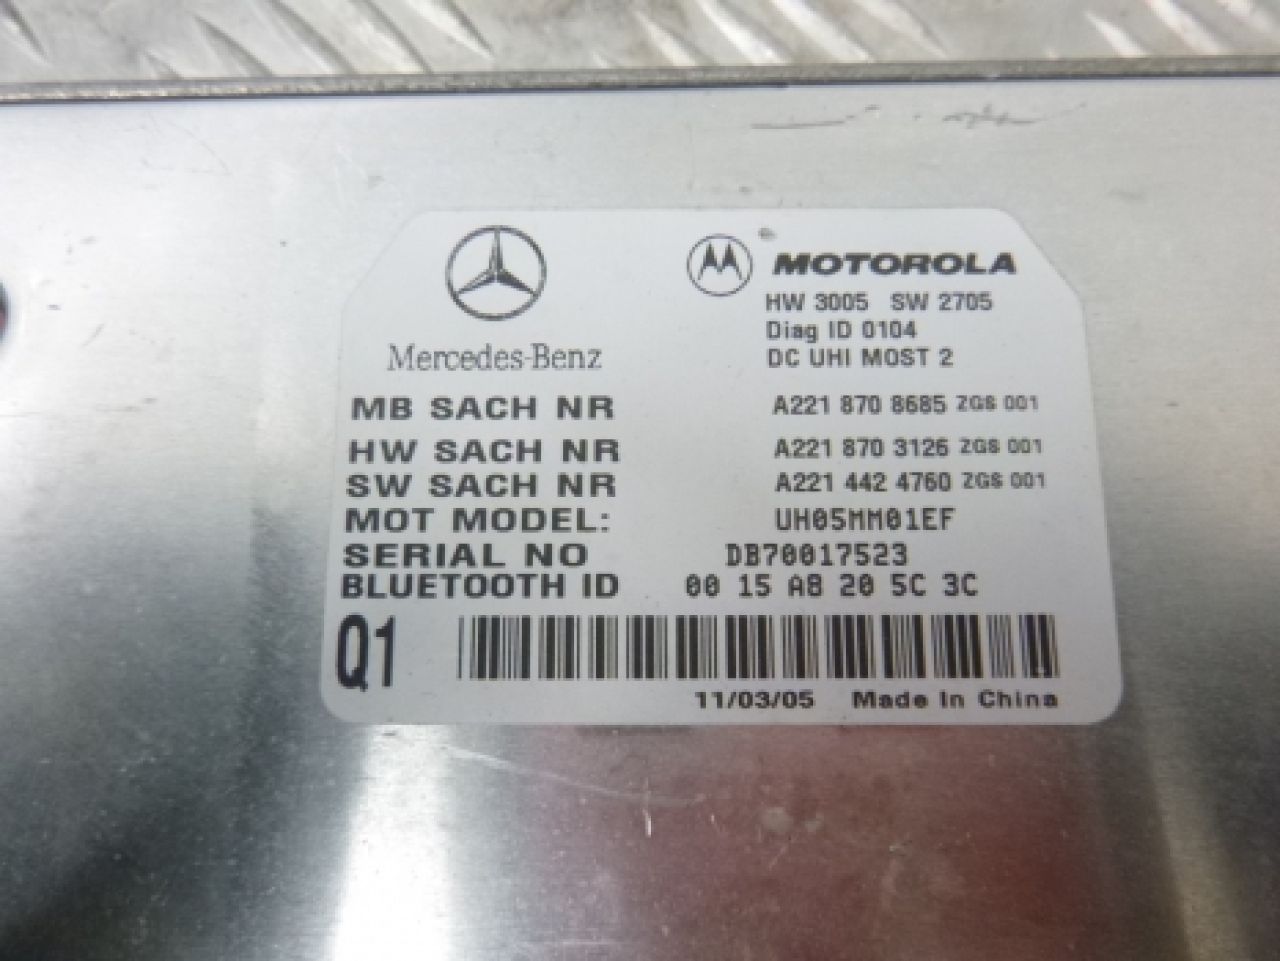 MOTOROLA
HW 3005 SW 2705
Diag ID 0104
Mercedes-Benz
DC UHI MOST 2
MB SACH NR A221 870 8685 ZGS 001
HW SACH NR A221 870 3126 ZGS 001
SW SACH NR A221 442 4760 ZGS 001
MOT MODEL: UH05MM01EF
SERIAL NO DB70017523
BLUETOOTH ID 00 15 A8 20 5C 3C
Q1
11/03/05 Made In China